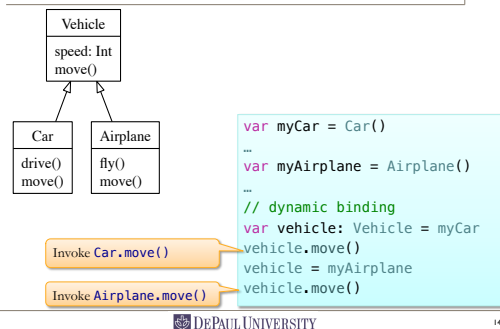 Vehicle
speed: Int
move()
Car
drive()
move()
Airplane
fly()
move()
var myCar = Car()
…
var myAirplane = Airplane()
…
// dynamic binding
var vehicle: Vehicle = myCar
vehicle.move()
vehicle = myAirplane
vehicle.move()
Invoke Car.move()
Invoke Airplane.move()
DEPAUL UNIVERSITY
14